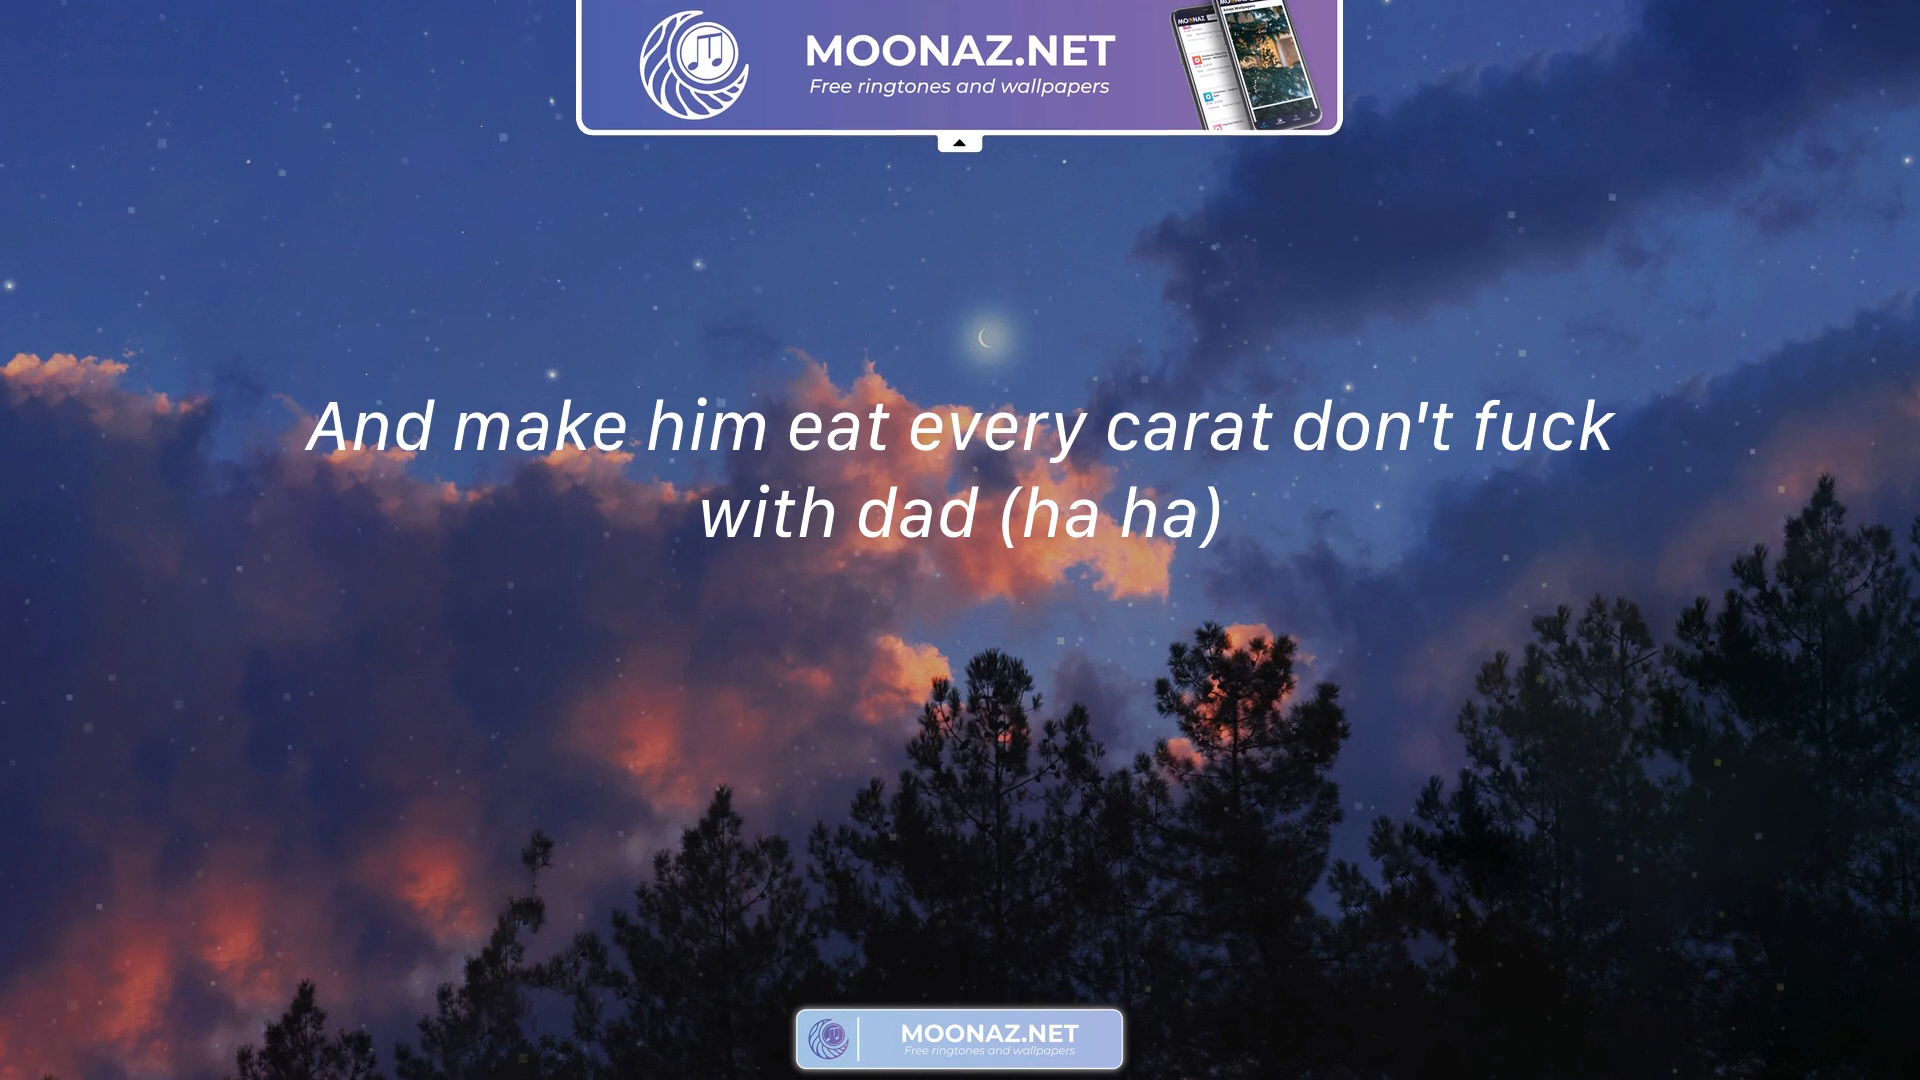 MOONAZ.NET
Free ringtones and wallpapers
And make him eat every carat don't fuck
with dad (ha ha)
MOONAZ.NET
Free ringtones and wallpapers